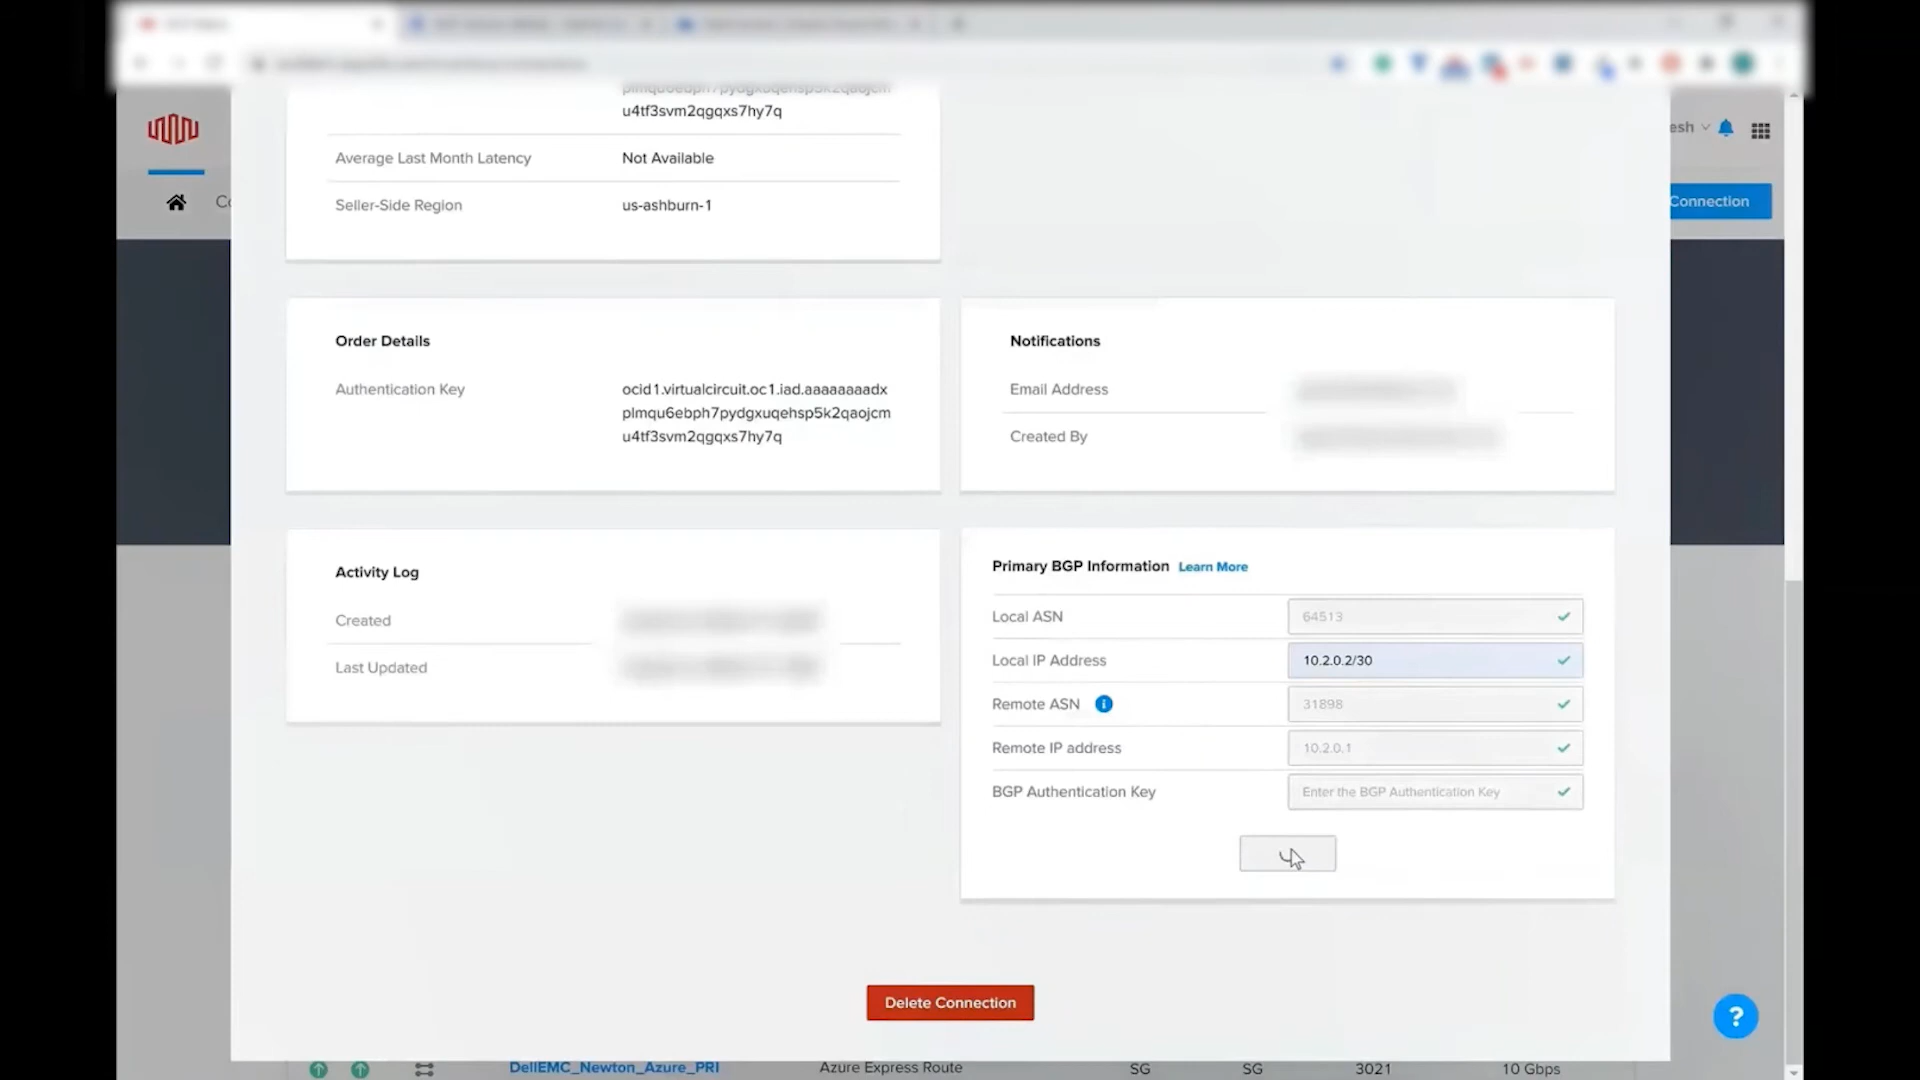 plmqu6ebph7pydgxuqehsp5k2qaojcm
u4tf3svm2qgqxs7hy7q
Average Last Month Latency
Not Available
Seller-Side Region
us-ashburn-1
esh
Connection
Order Details
Authentication Key
ocid1.virtualcircuit.oc1.iad.aaaaaaaadx
plmqu6ebph7pydgxuqehsp5k2qaojcm
u4tf3svm2qgqxs7hy7q
Notifications
Email Address
Created By
Activity Log
Created
Last Updated
Primary BGP Information Learn More
Local ASN
64513
Local IP Address
10.2.0.2/30
Remote ASN
31898
Remote IP address
10.2.0.1
BGP Authentication Key
Enter the BGP Authentication Key
Delete Connection
?
DellEMC_Newton_Azure_PRI
Azure Express Route
SG
SG
3021
10 Gbps